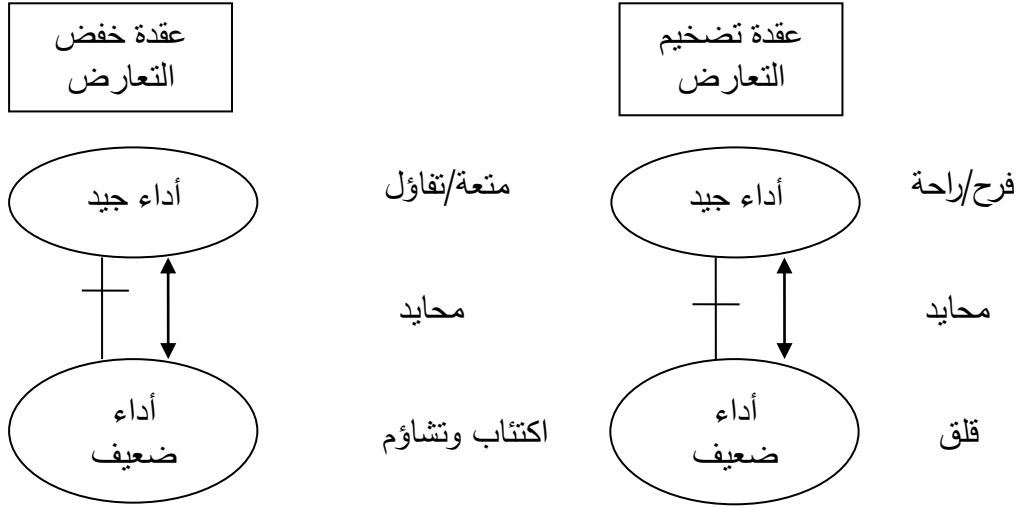 عقدة تضخيم
التعارض
عقدة خفض
التعارض
فرح/راحة
أداء جيد
متعة/تفاؤل
أداء جيد
محايد
محايد
قلق
أداء
ضعيف
اكتئاب وتشاؤم
أداء
ضعيف